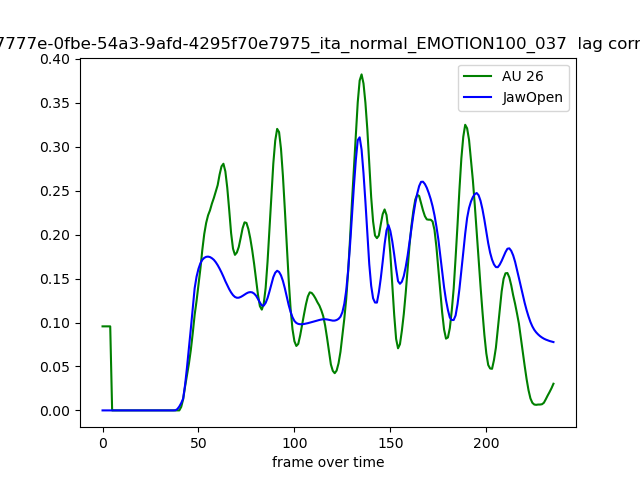 7777e-0fbe-54a3-9afd-4295f70e7975_ita_normal_EMOTION100_037 lag corr
AU 26
JawOpen
0.40
0.35
0.30
0.25
0.20
0.15
0.10
0.05
0.00
0 50 100 150 200
frame over time